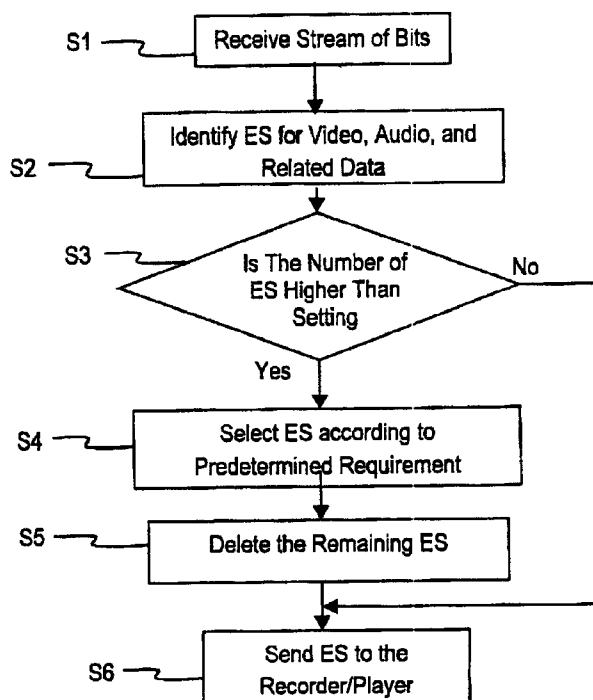 S1
Receive Stream of Bits
S2
Identify ES for Video, Audio, and
Related Data
S3
Is The Number of
ES Higher Than
Setting
No
Yes
S4
Select ES according to
Predetermined Requirement
S5
Delete the Remaining ES
S6
Send ES to the
Recorder/Player